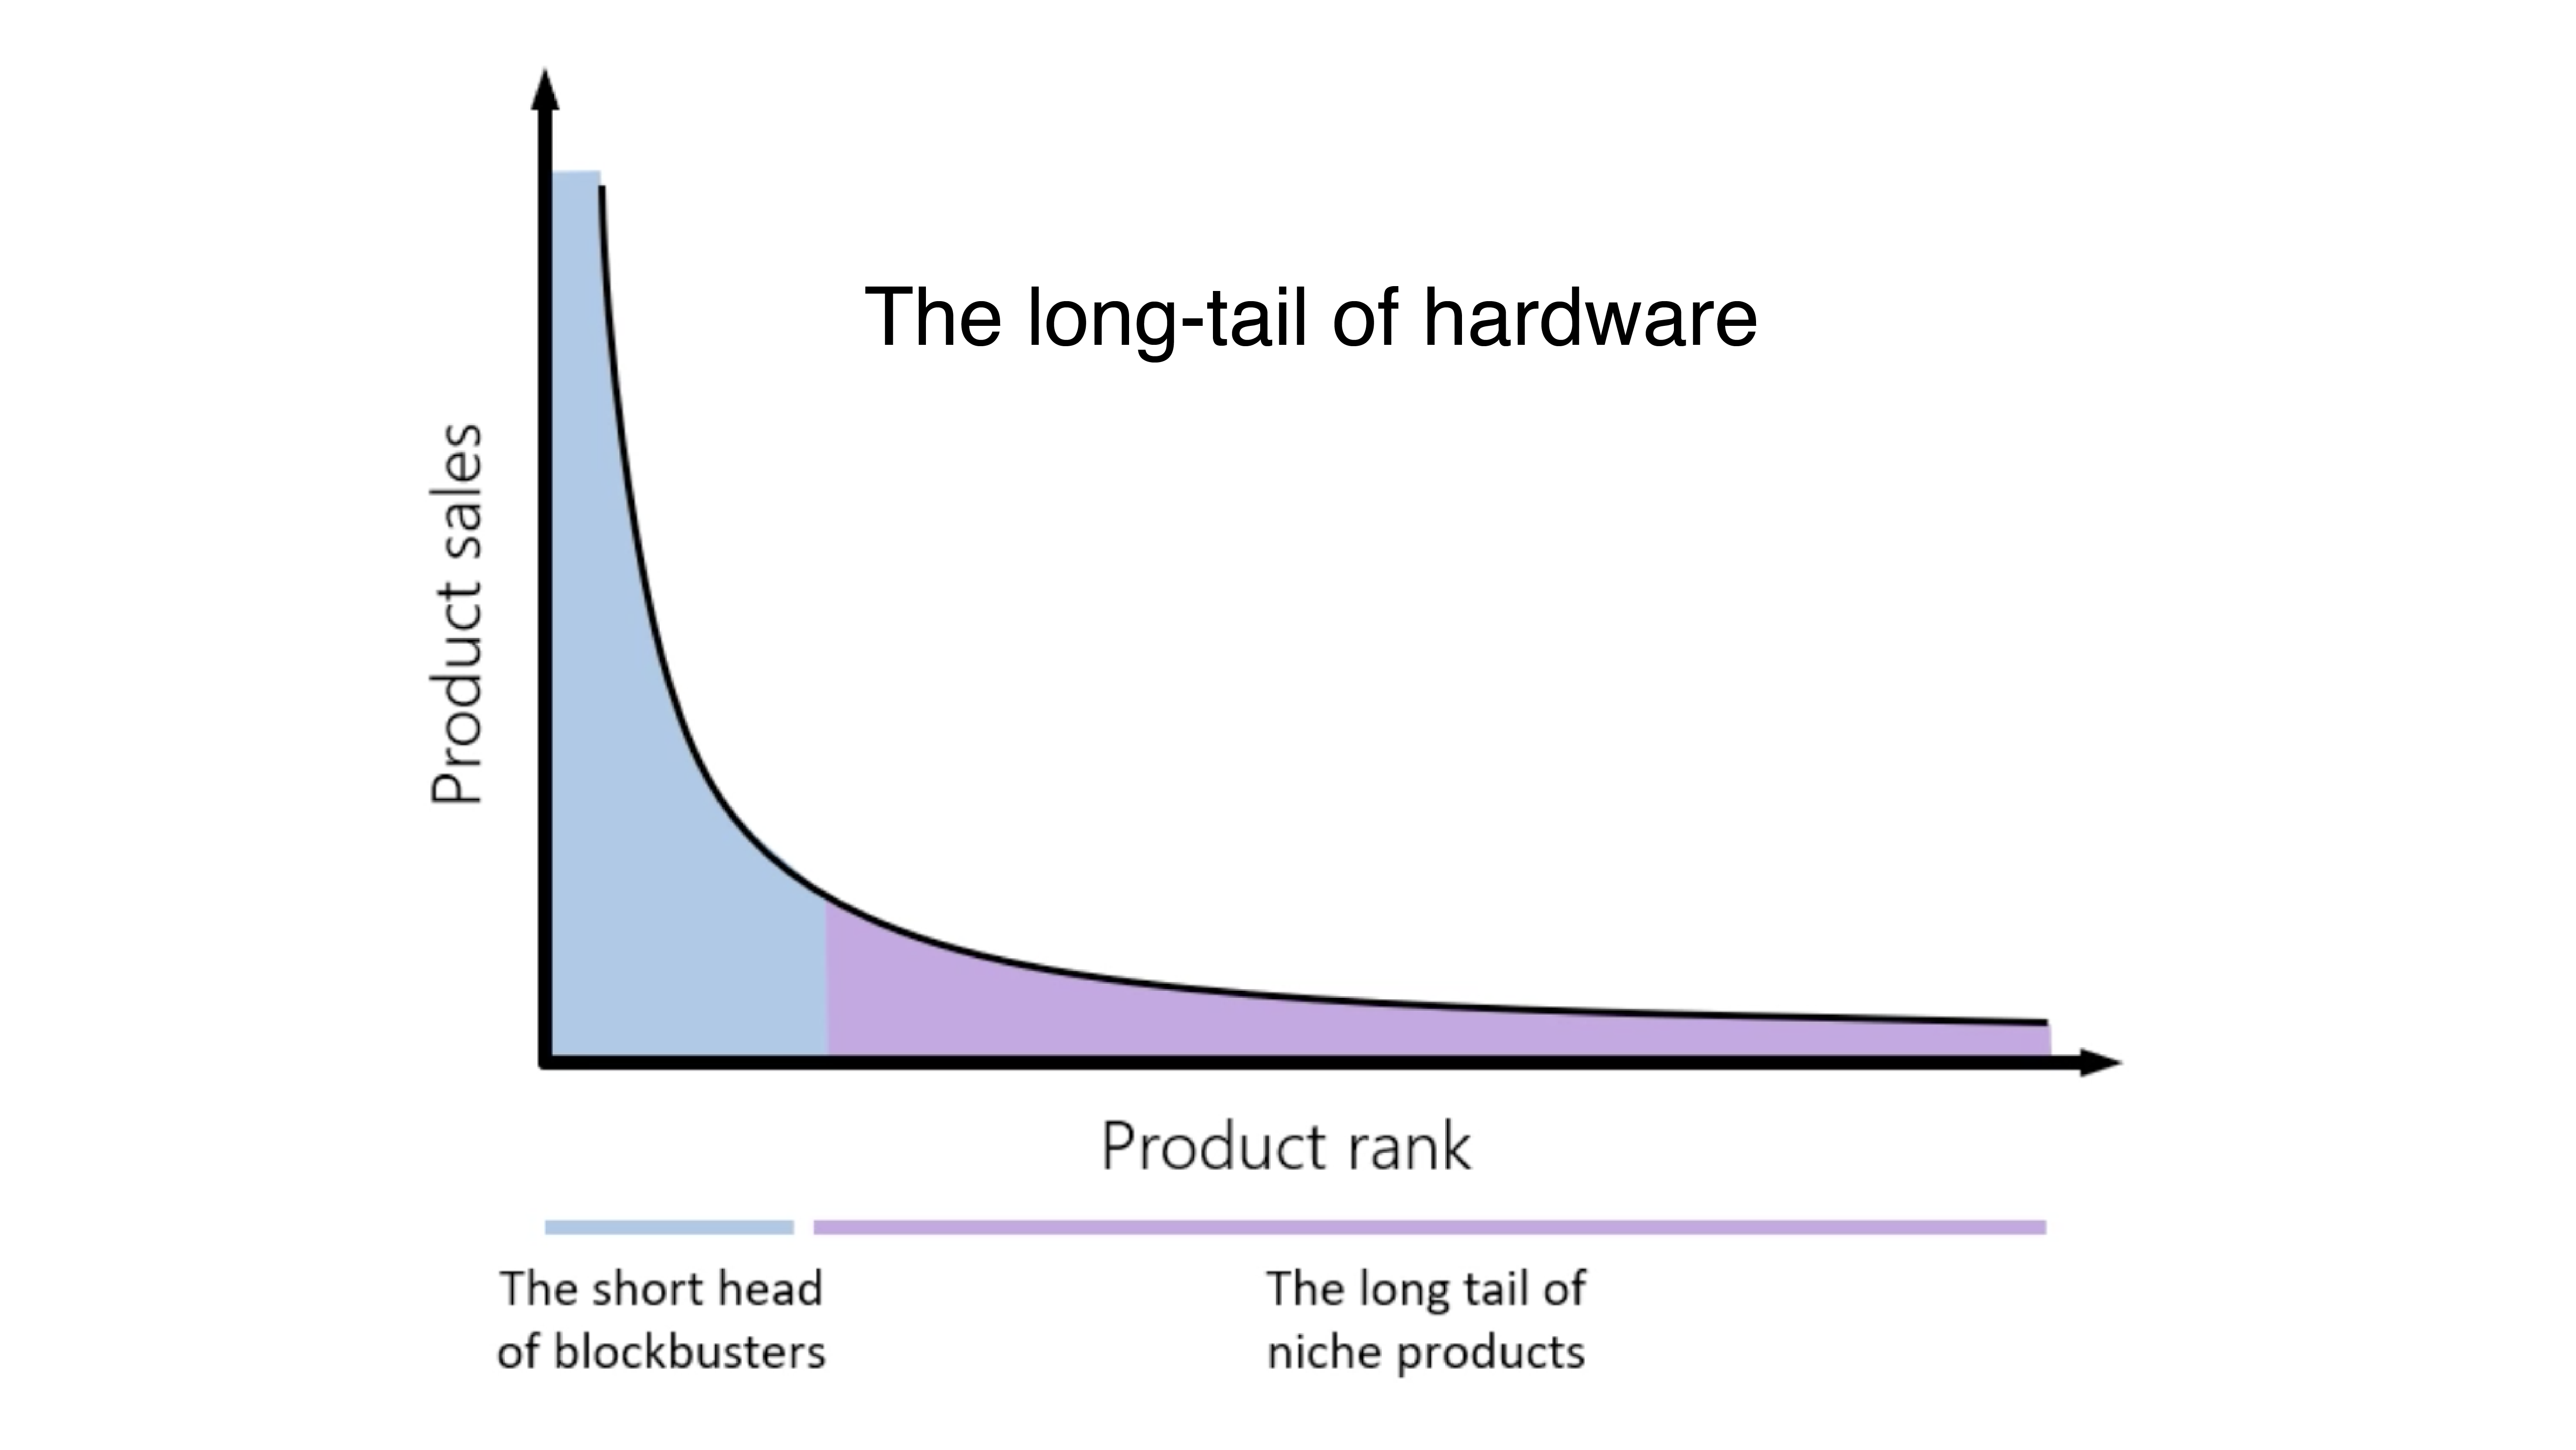 The long-tail of hardware
Product sales
Product rank
The short head
of blockbusters
The long tail of
niche products